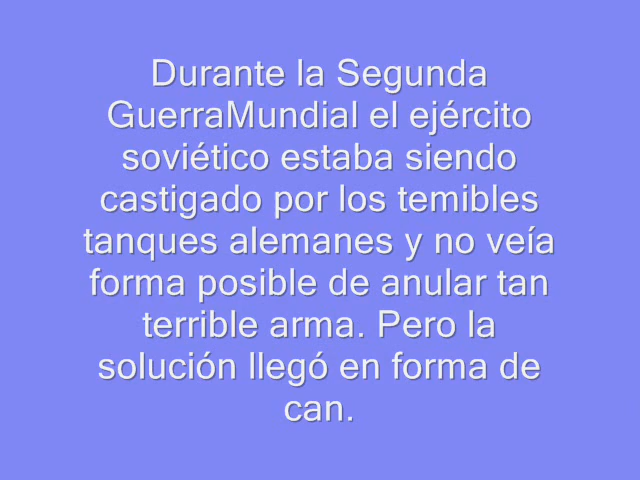 Durante la Segunda
GuerraMundial el ejército
soviético estaba siendo
castigado por los temibles
tanques alemanes y no veía
forma posible de anular tan
terrible arma. Pero la
solución llegó en forma de
can.